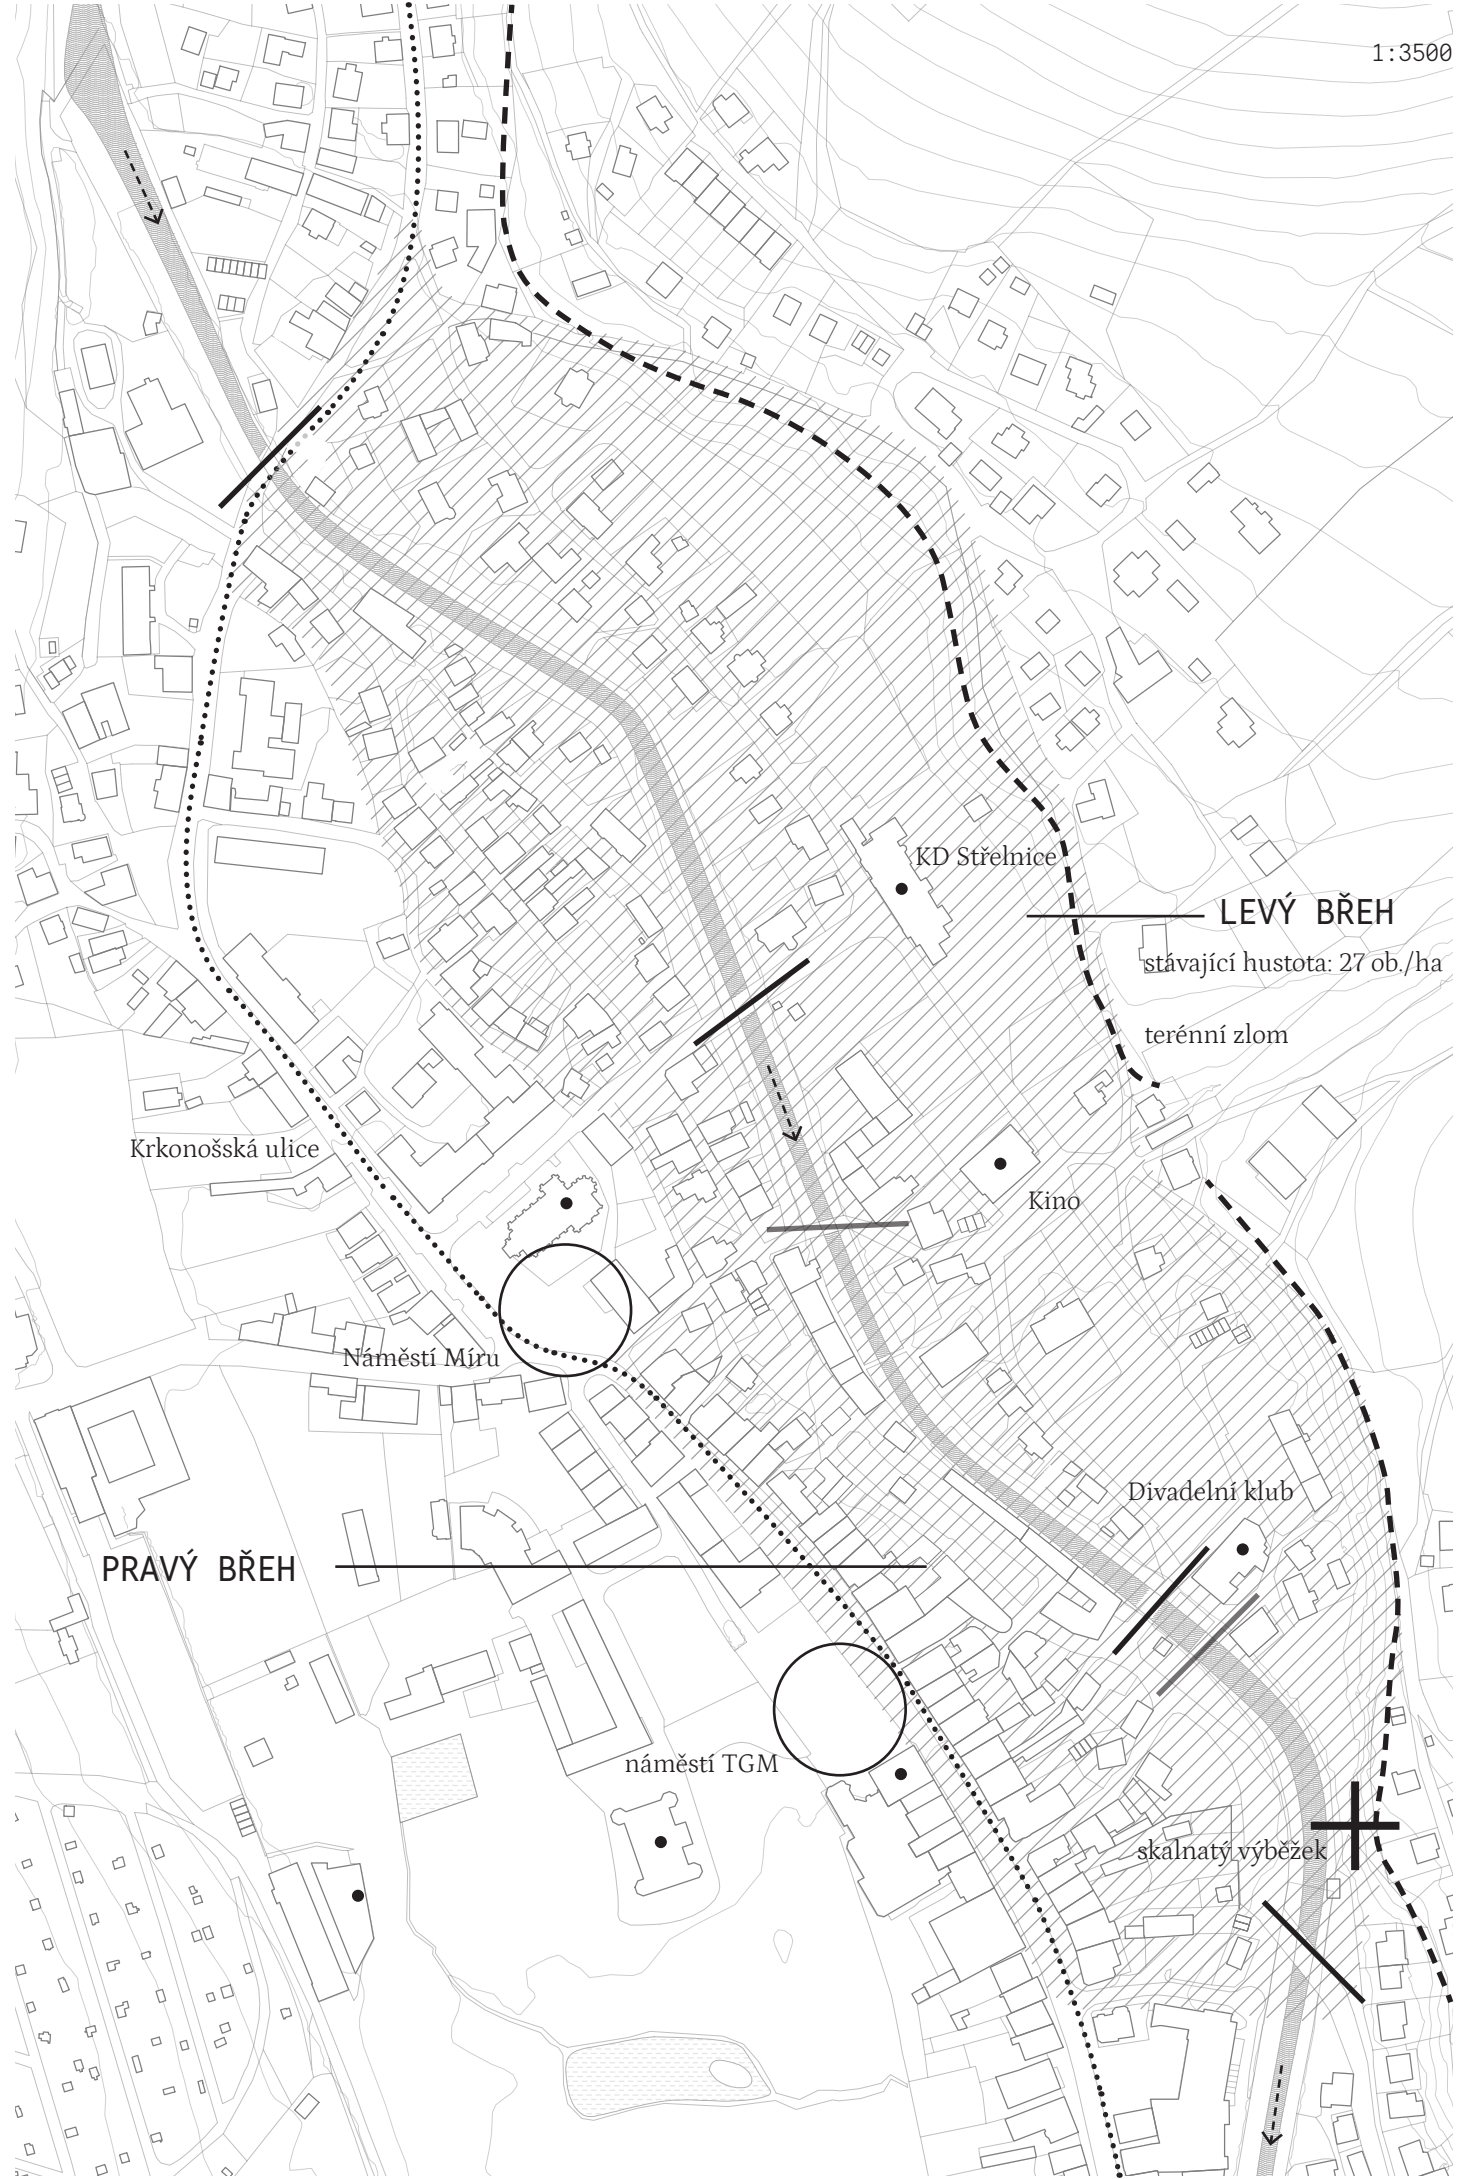 1:3500
KD Střelnice
LEVÝ BŘEH
stávající hustota: 27 ob./ha
terénní zlom
Krkonošská ulice
Kino
Náměstí Míru
Divadelní klub
PRAVÝ BŘEH
náměstí TGM
skalnatý výběžek